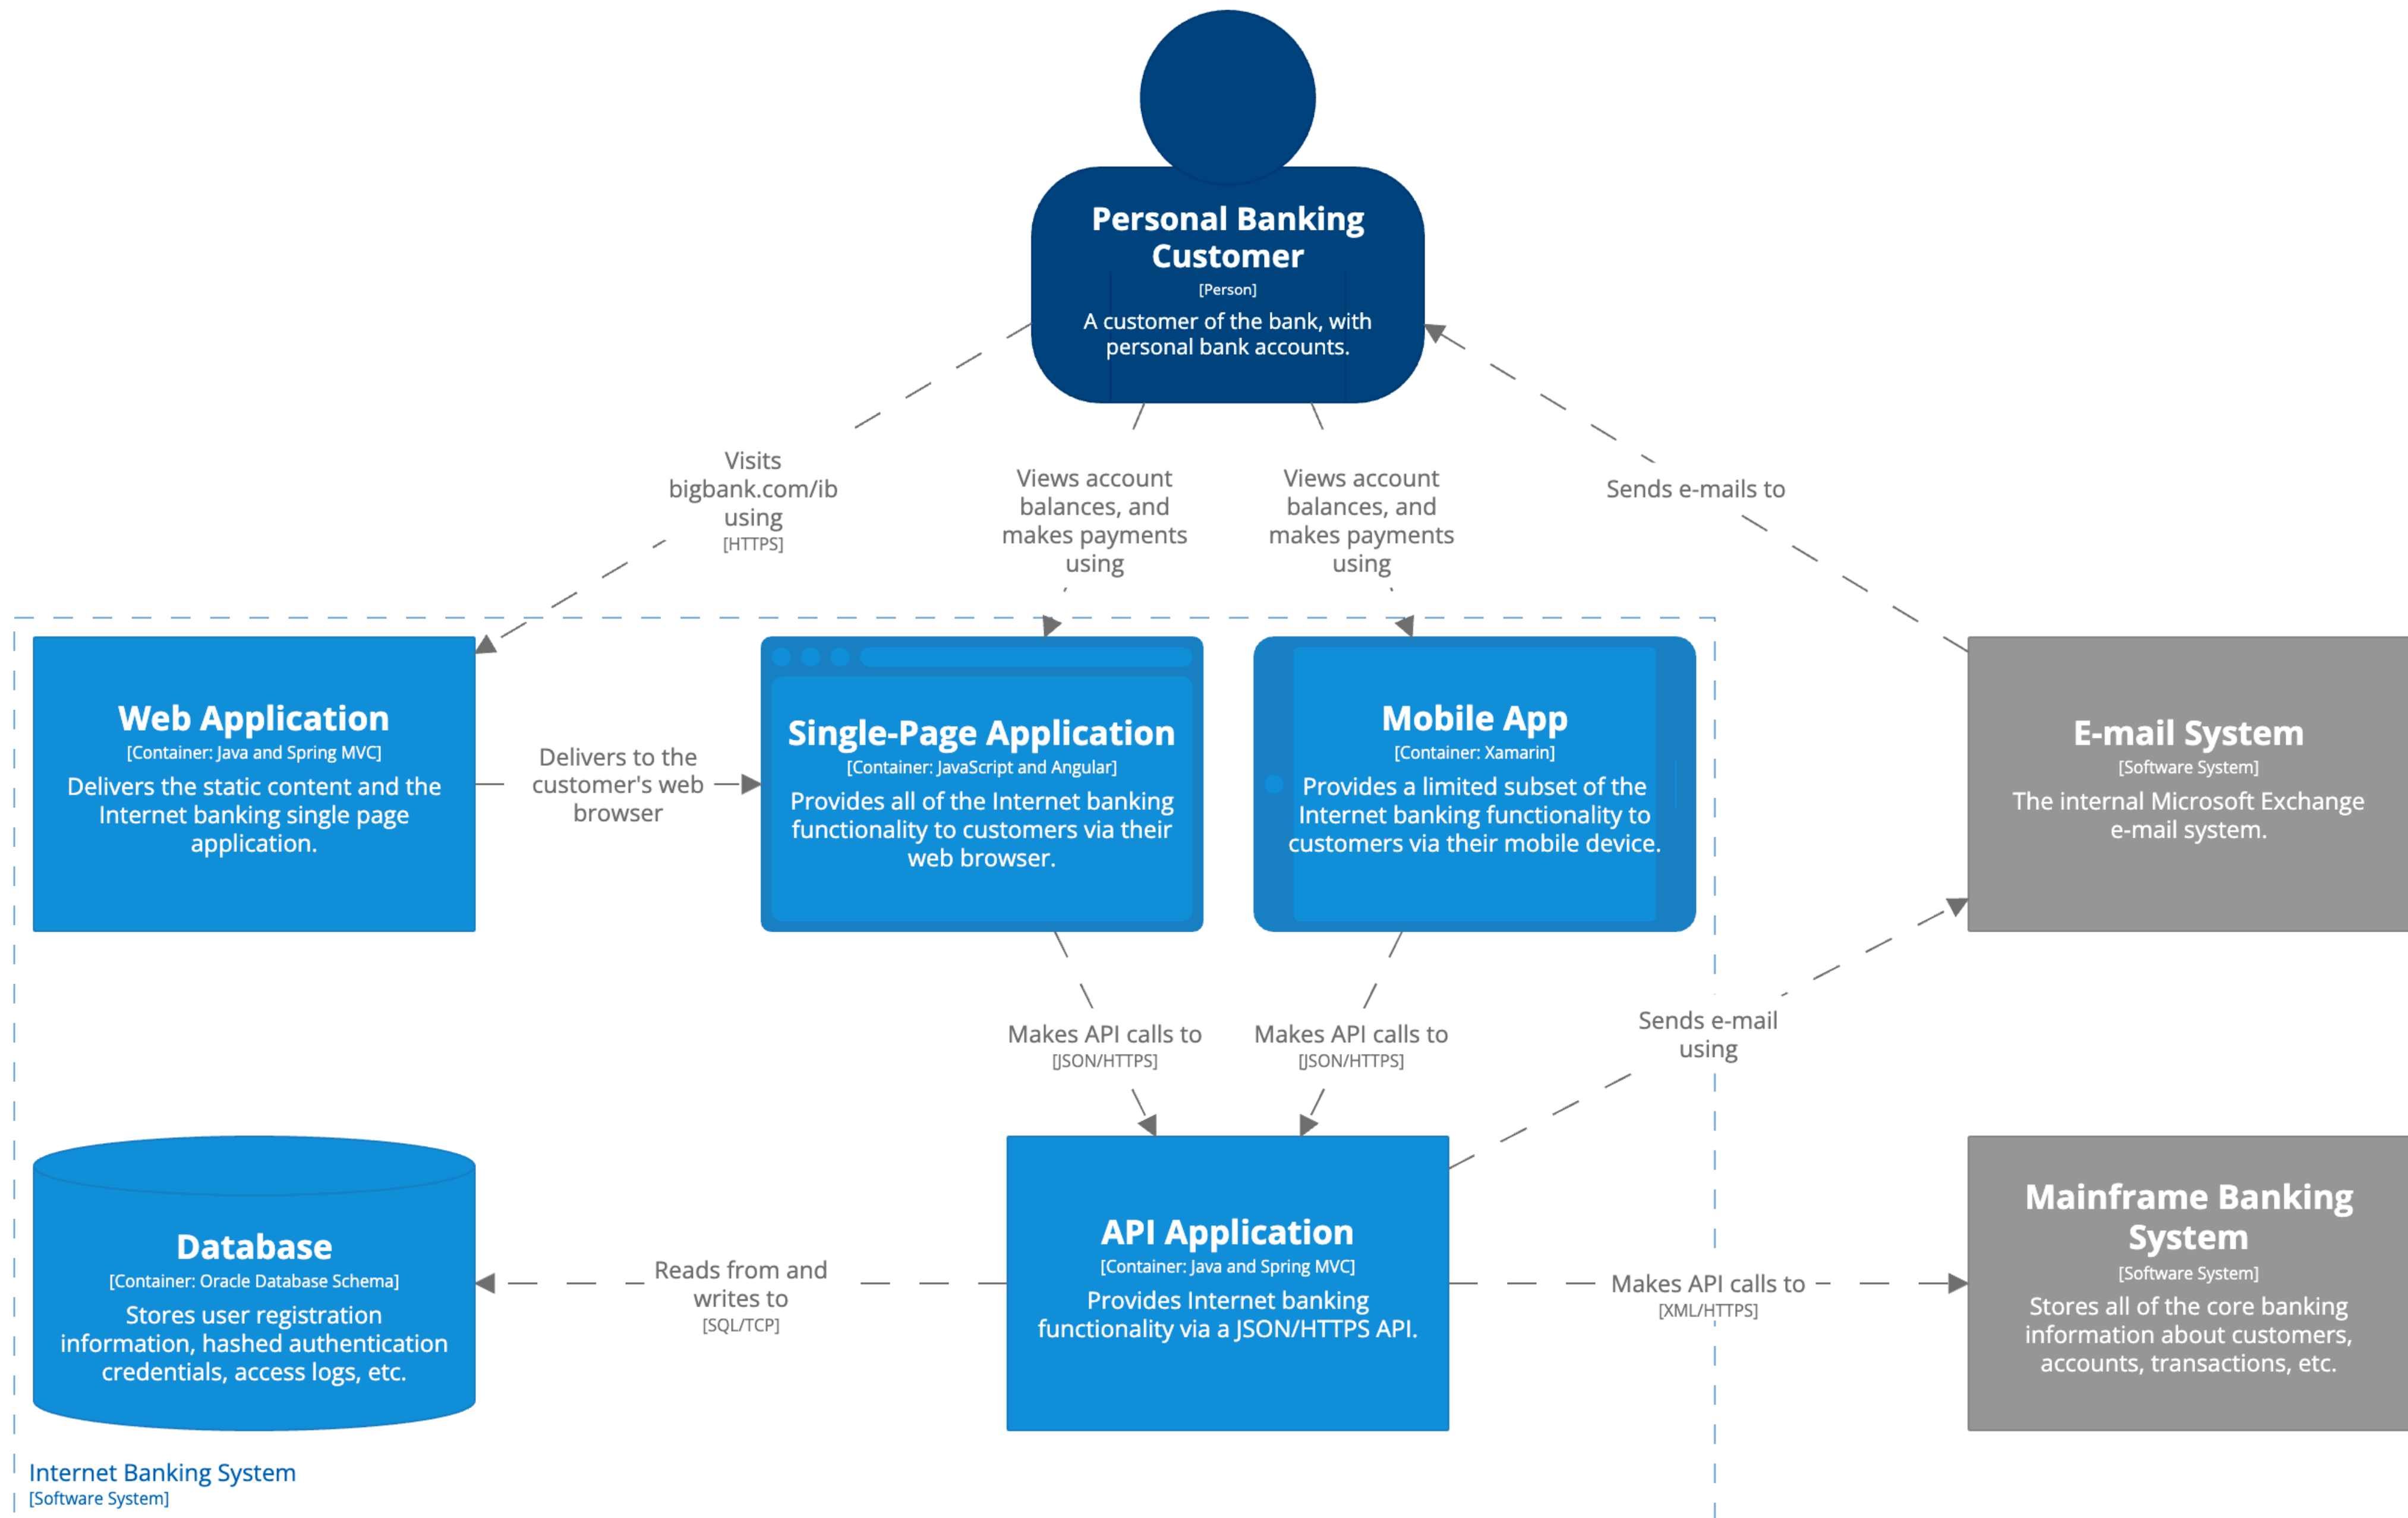 Personal Banking
Customer
[Person]
A customer of the bank, with
personal bank accounts.
Visits
bigbank.com/ib
using
[HTTPS]
Views account
balances, and
makes payments
using
Views account
balances, and
makes payments
using
Sends e-mails to
Web Application
[Container: Java and Spring MVC]
Delivers the static content and the
Internet banking single page
application.
Delivers to the
customer's web
browser
Single-Page Application
[Container: JavaScript and Angular]
Provides all of the Internet banking
functionality to customers via their
web browser.
Mobile App
[Container: Xamarin]
Provides a limited subset of the
Internet banking functionality to
customers via their mobile device.
E-mail System
[Software System]
The internal Microsoft Exchange
e-mail system.
Makes API calls to
[JSON/HTTPS]
Makes API calls to
[JSON/HTTPS]
Sends e-mail
using
Database
[Container: Oracle Database Schema]
Stores user registration
information, hashed authentication
credentials, access logs, etc.
Reads from and
writes to
[SQL/TCP]
API Application
[Container: Java and Spring MVC]
Provides Internet banking
functionality via a JSON/HTTPS API.
Makes API calls to
[XML/HTTPS]
Mainframe Banking
System
[Software System]
Stores all of the core banking
information about customers,
accounts, transactions, etc.
Internet Banking System
[Software System]